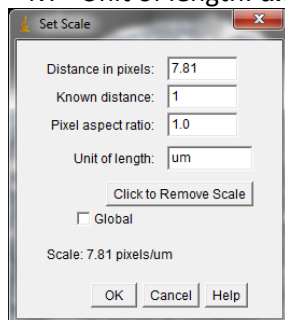 Set Scale
Distance in pixels: 7.81
Known distance: 1
Pixel aspect ratio: 1.0
Unit of length: um
Click to Remove Scale
Global
Scale: 7.81 pixels/um
OK Cancel Help